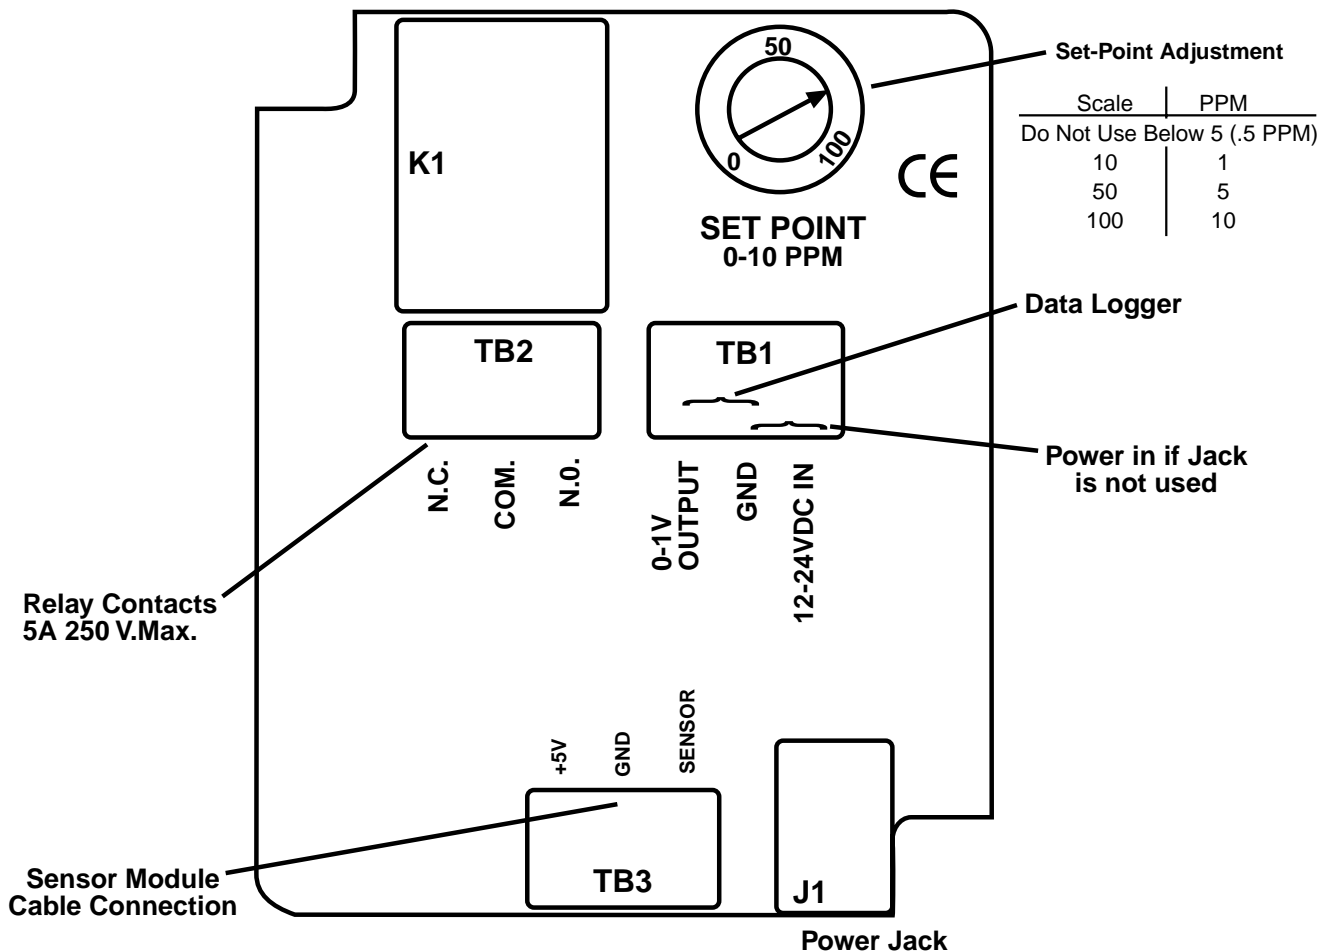 50
0
100
SET POINT
0-10 PPM
Set-Point Adjustment
Scale PPM
Do Not Use Below 5 (.5 PPM)
10 1
50 5
100 10
CE
K1
TB2
TB1
Data Logger
Power in if Jack
is not used
N.C.
COM.
N.0.
0-1V
OUTPUT
GND
12-24VDC IN
Relay Contacts
5A 250 V.Max.
+5V
GND
SENSOR
Sensor Module
Cable Connection
TB3
J1
Power Jack